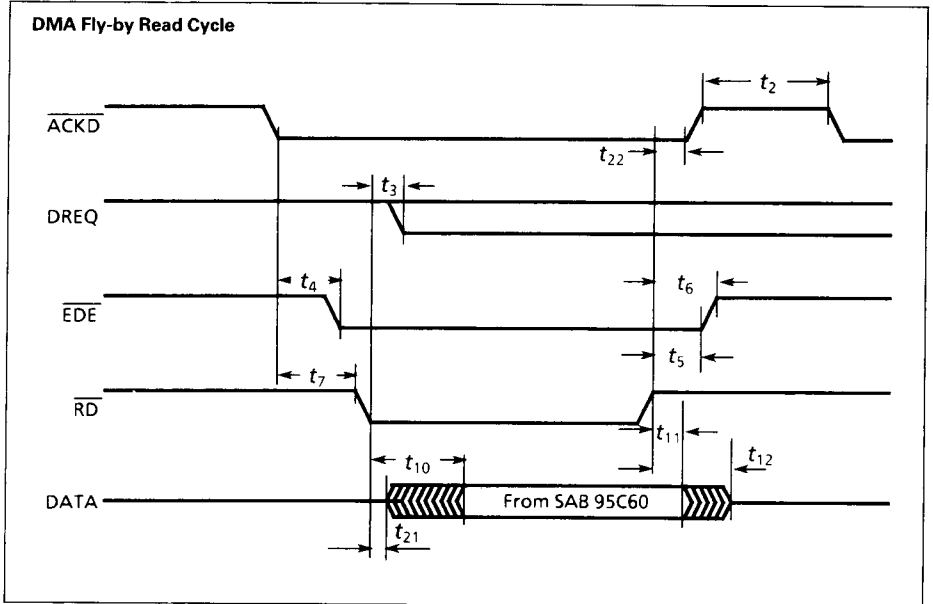 DMA Fly-by Read Cycle
t2
ACKD
t22
t3
DREQ
t4
t6
EDE
t5
t7
RD
t11
t10
t12
DATA
From SAB 95C60
t21